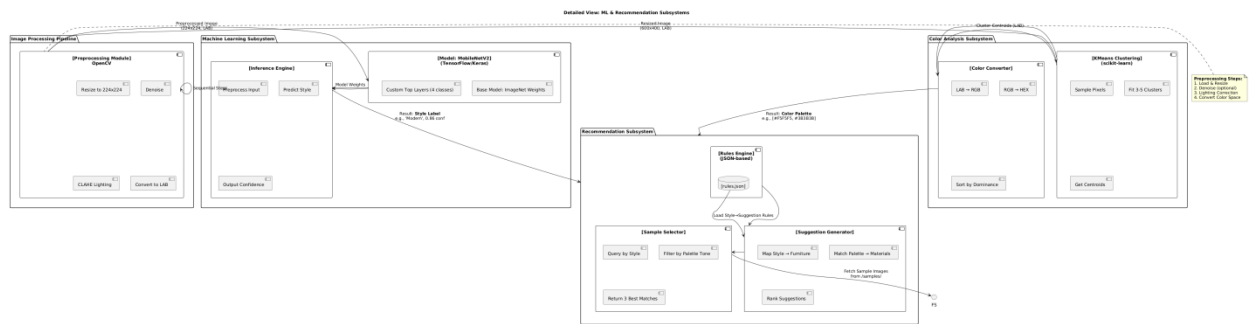 Detailed View: ML & Recommendation Subsystems
Preprocessed Image
(224x224, LAB)
Resized Image
(600x400, LAB)
Cluster Centroids (LAB)
Image Processing Pipeline
[Preprocessing Module]
OpenCV
Resize to 224x224
Denoise
Sequential Steps
CLAHE Lighting
Convert to LAB
Machine Learning Subsystem
[Inference Engine]
Preprocess Input
Predict Style
Output Confidence
Model Weights
[Model: MobileNetV2]
(TensorFlow/Keras)
Custom Top Layers (4 classes)
Base Model: ImageNet Weights
Result: Style Label
e.g., 'Modern', 0.86 conf
Color Analysis Subsystem
[Color Converter]
LAB → RGB
RGB → HEX
Sort by Dominance
[KMeans Clustering]
(scikit-learn)
Sample Pixels
Fit 3-5 Clusters
Get Centroids
Preprocessing Steps:
1. Load & Resize
2. Denoise (optional)
3. Lighting Correction
4. Convert Color Space
Result: Color Palette
Recommendation Subsystem
[Rules Engine]
(JSON-based)
[rules.json]
Load Style→Suggestion Rules
[Sample Selector]
Query by Style
Filter by Palette Tone
Return 3 Best Matches
[Suggestion Generator]
Map Style → Furniture
Match Palette → Materials
Rank Suggestions
Fetch Sample Images
from /samples/
FS